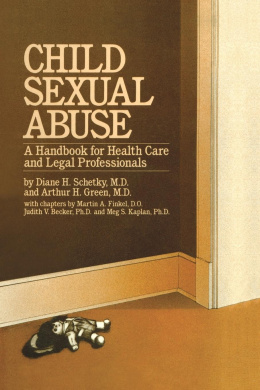 CHILD
SEXUAL
ABUSE
A Handbook for Health Care
and Legal Professionals
by Diane H. Schetky, M.D.
and Arthur H. Green, M.D.
with chapters by Martin A. Finkel, D.O.
Judith V. Becker, Ph.D. and Meg S. Kaplan, Ph.D.